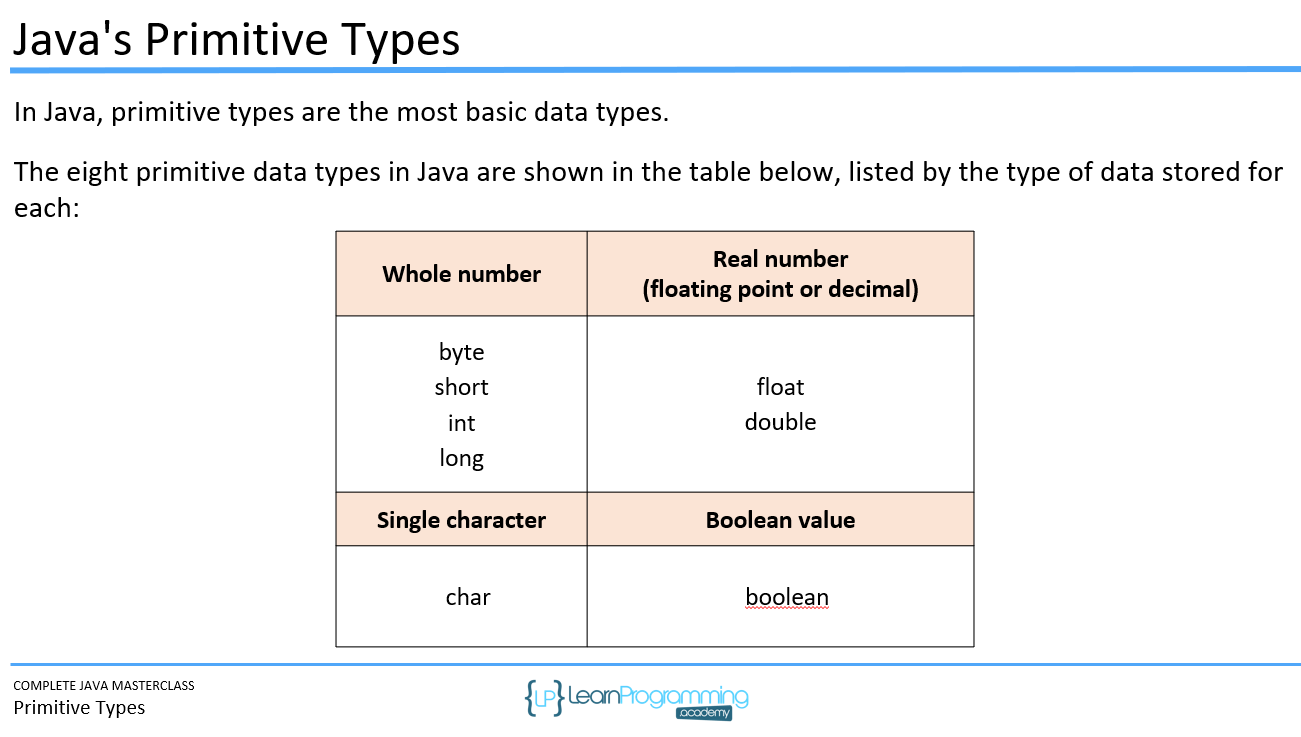 Java's Primitive Types
In Java, primitive types are the most basic data types.
The eight primitive data types in Java are shown in the table below, listed by the type of data stored for
each:
Whole number
Real number
(floating point or decimal)
byte
short
int
long
float
double
Single character
Boolean value
char
boolean
COMPLETE JAVA MASTERCLASS
Primitive Types
{LP} LearnProgramming
academy